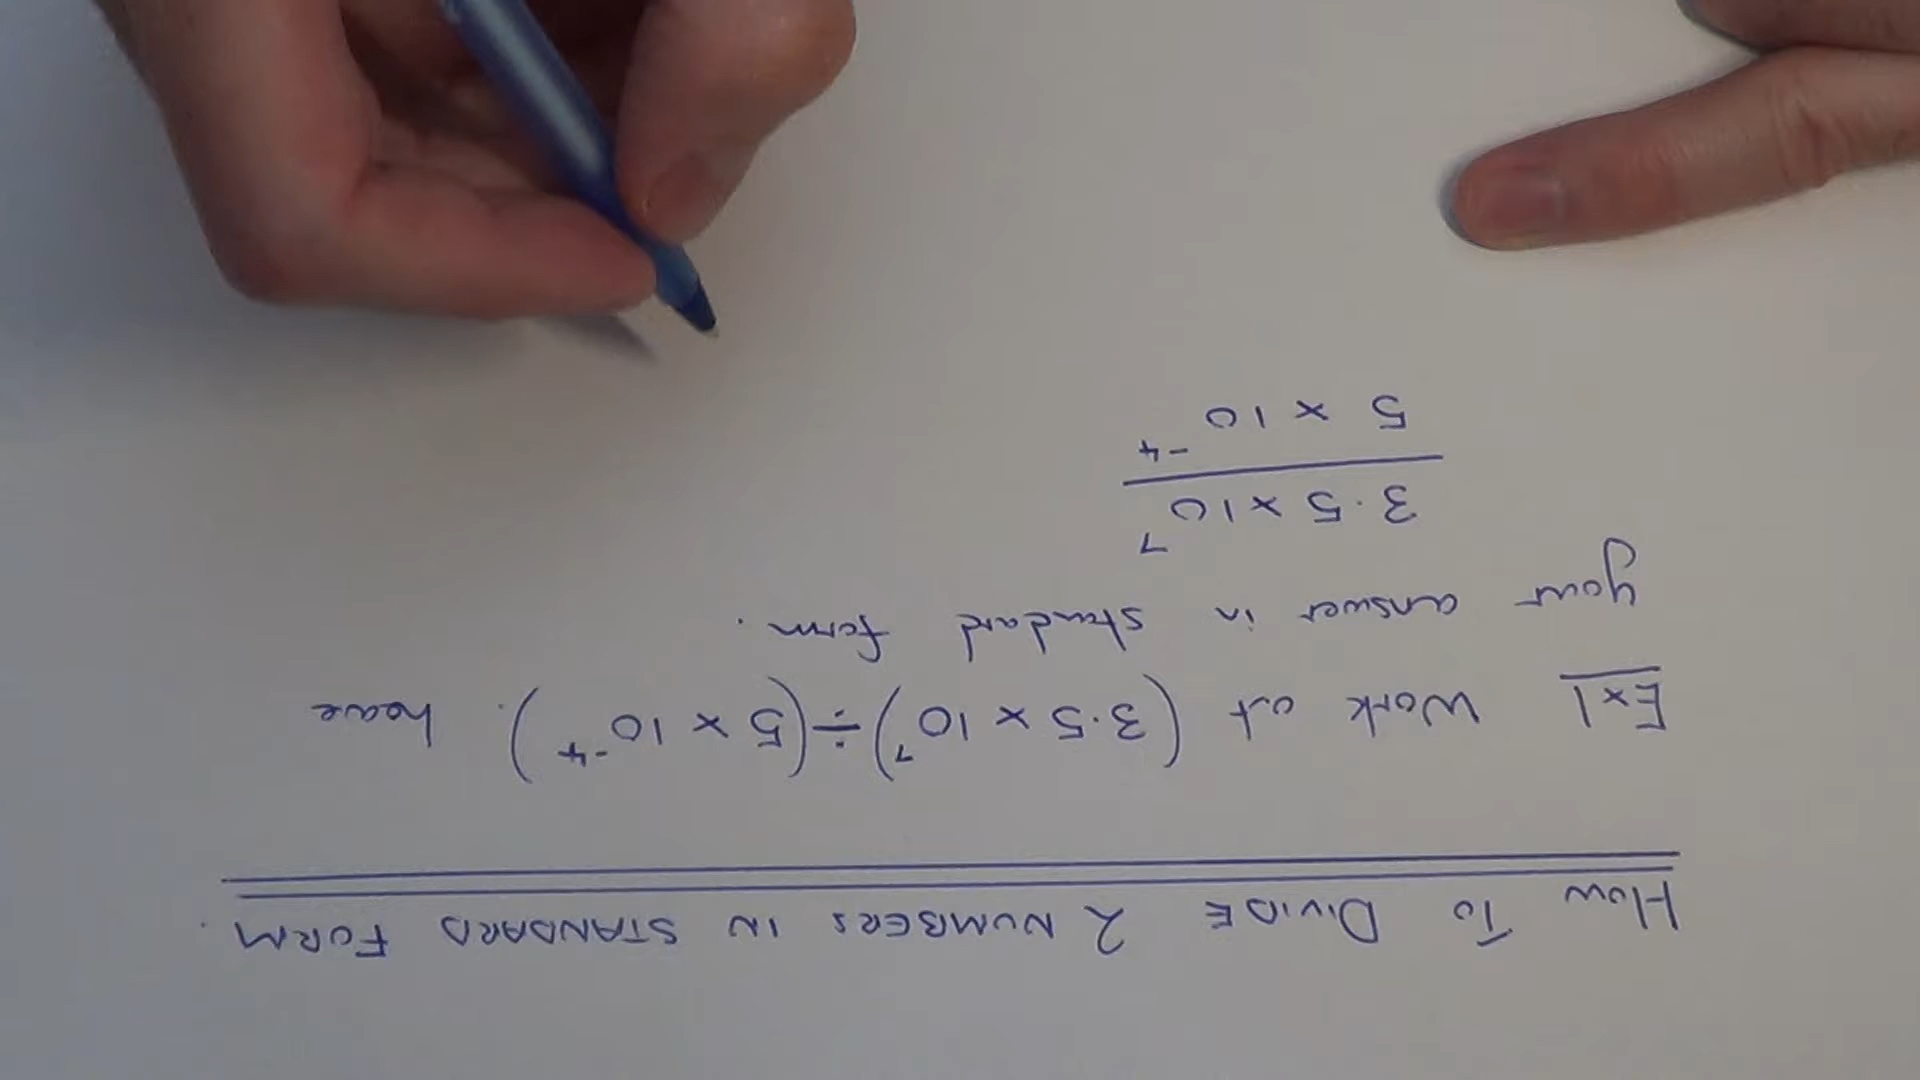 How To DIVIDE 2 NUMBERS IN STANDARD FORM.
Ex1 Work out (3.5 × 10⁷) ÷ (5 × 10⁻⁴). leave
your answer in standard form.
3.5 × 10⁷
5 × 10⁻⁴